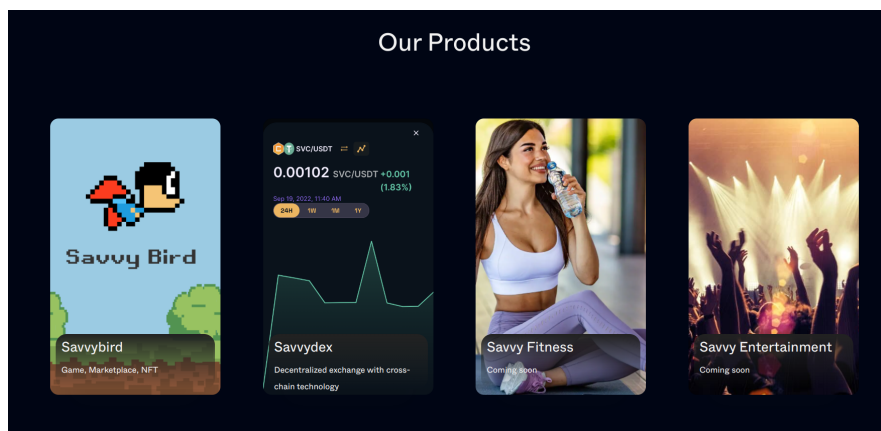 Our Products
Savvy Bird
Savvybird
Game, Marketplace, NFT
C T SVC/USDT
0.00102 SVC/USDT +0.001
(1.83%)
Sep 19, 2022, 11:40 AM
24H 1W 1M 1Y
Savvydex
Decentralized exchange with cross-
chain technology
Savvy Fitness
Coming soon
Savvy Entertainment
Coming soon